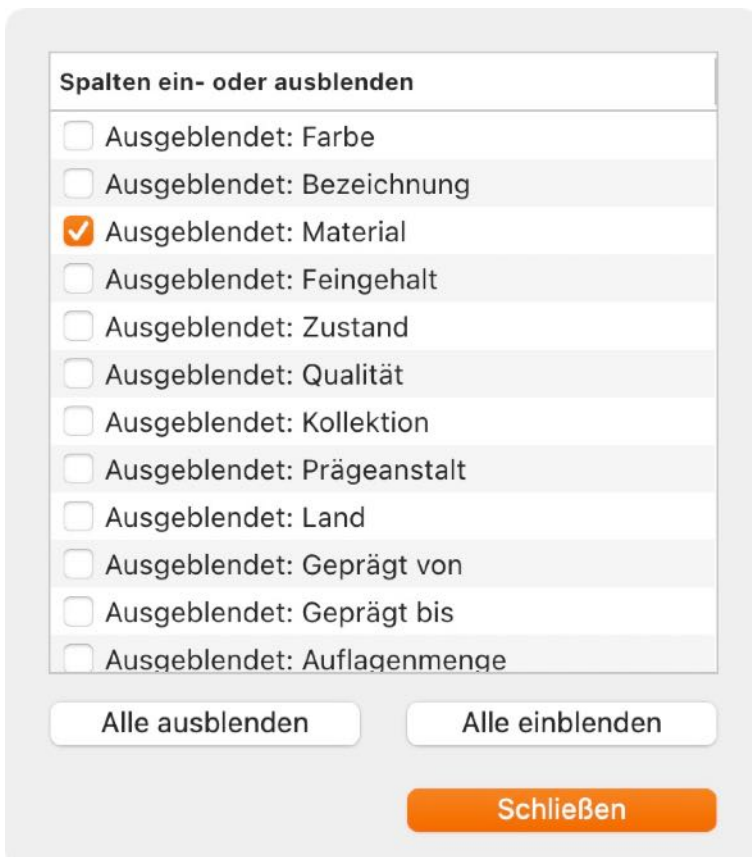 Spalten ein- oder ausblenden
Ausgeblendet: Farbe
Ausgeblendet: Bezeichnung
Ausgeblendet: Material
Ausgeblendet: Feingehalt
Ausgeblendet: Zustand
Ausgeblendet: Qualität
Ausgeblendet: Kollektion
Ausgeblendet: Prägeanstalt
Ausgeblendet: Land
Ausgeblendet: Geprägt von
Ausgeblendet: Geprägt bis
Ausgeblendet: Auflagenmenge
Alle ausblenden Alle einblenden
Schließen